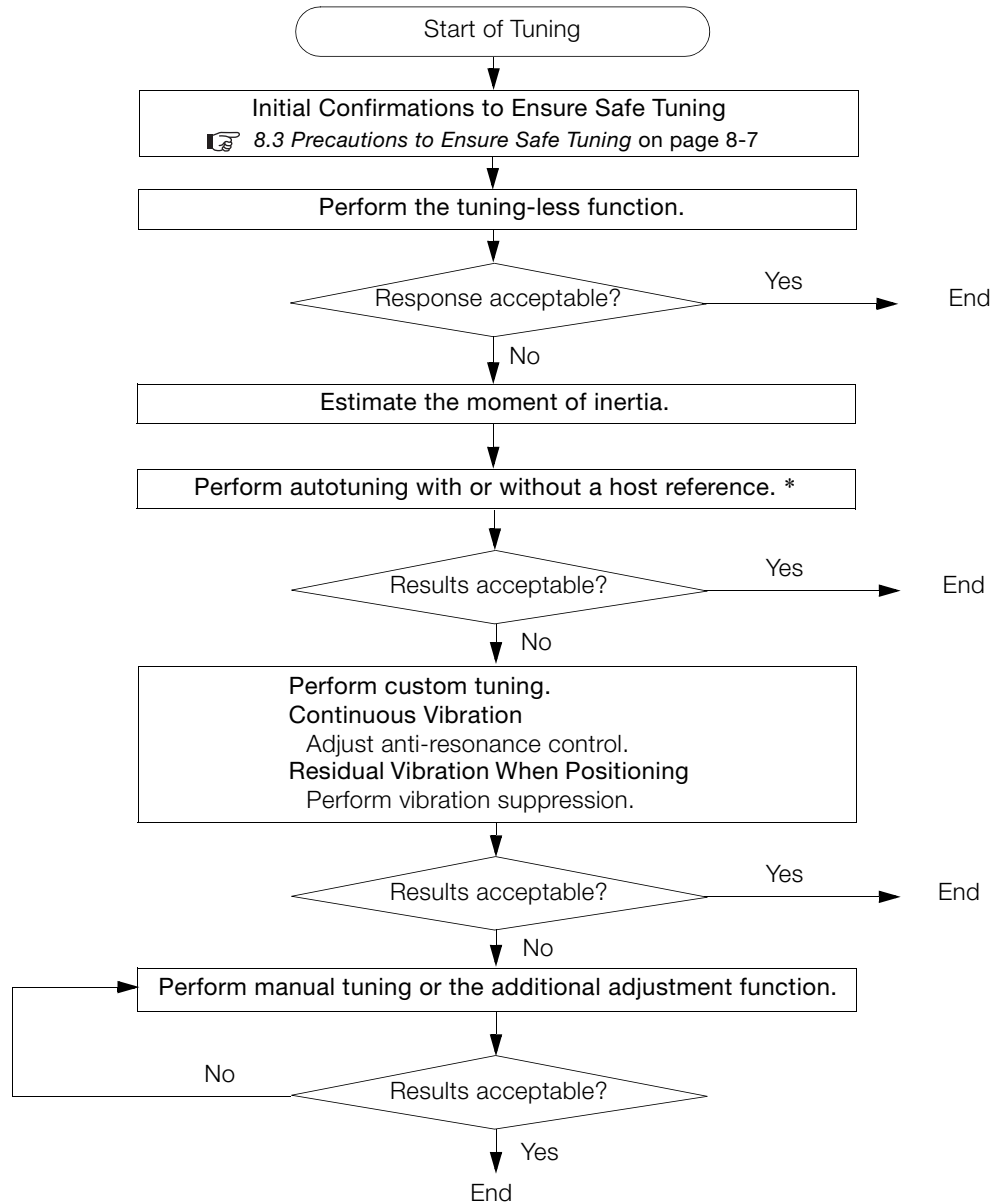 Start of Tuning
Initial Confirmations to Ensure Safe Tuning
8.3 Precautions to Ensure Safe Tuning on page 8-7
Perform the tuning-less function.
Response acceptable?
Yes
End
No
Estimate the moment of inertia.
Perform autotuning with or without a host reference. *
Results acceptable?
Yes
End
No
Perform custom tuning.
Continuous Vibration
Adjust anti-resonance control.
Residual Vibration When Positioning
Perform vibration suppression.
Results acceptable?
Yes
End
No
Perform manual tuning or the additional adjustment function.
Results acceptable?
No
Yes
End